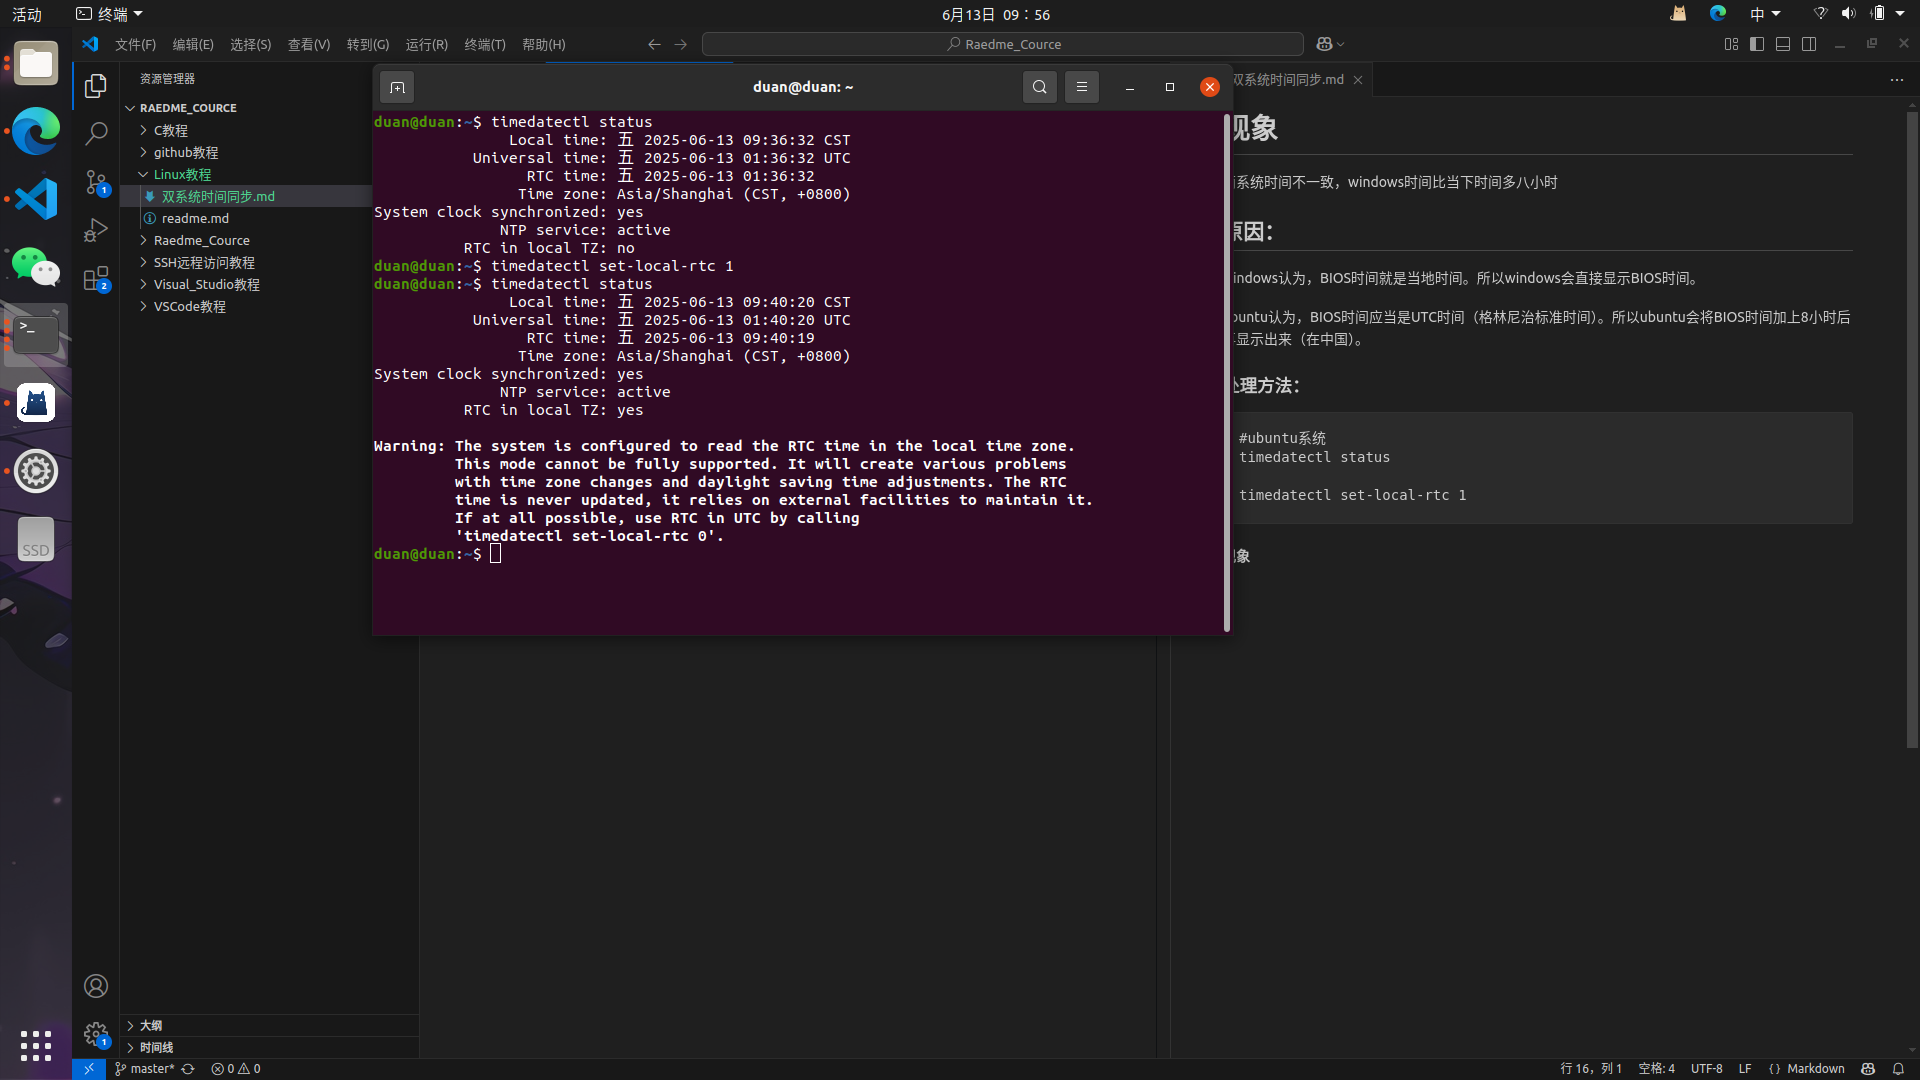 活动
终端
6月13日 09：56
中
文件(F) 编辑(E) 选择(S) 查看(V) 转到(G) 运行(R) 终端(T) 帮助(H)
Raedme_Cource
资源管理器
RAEDME_COURCE
C教程
github教程
Linux教程
双系统时间同步.md
readme.md
Raedme_Cource
SSH远程访问教程
Visual_Studio教程
VSCode教程
1
2
SSD
1
大纲
时间线
duan@duan: ~
duan@duan:~$ timedatectl status
Local time: 五 2025-06-13 09:36:32 CST
Universal time: 五 2025-06-13 01:36:32 UTC
RTC time: 五 2025-06-13 01:36:32
Time zone: Asia/Shanghai (CST, +0800)
System clock synchronized: yes
NTP service: active
RTC in local TZ: no
duan@duan:~$ timedatectl set-local-rtc 1
duan@duan:~$ timedatectl status
Local time: 五 2025-06-13 09:40:20 CST
Universal time: 五 2025-06-13 01:40:20 UTC
RTC time: 五 2025-06-13 09:40:19
Time zone: Asia/Shanghai (CST, +0800)
System clock synchronized: yes
NTP service: active
RTC in local TZ: yes
Warning: The system is configured to read the RTC time in the local time zone.
This mode cannot be fully supported. It will create various problems
with time zone changes and daylight saving time adjustments. The RTC
time is never updated, it relies on external facilities to maintain it.
If at all possible, use RTC in UTC by calling
'timedatectl set-local-rtc 0'.
duan@duan:~$
双系统时间同步.md
现象
系统时间不一致，windows时间比当下时间多八小时
原因：
indows认为，BIOS时间就是当地时间。所以windows会直接显示BIOS时间。
buntu认为，BIOS时间应当是UTC时间（格林尼治标准时间）。所以ubuntu会将BIOS时间加上8小时后
显示出来（在中国）。
处理方法：
#ubuntu系统
timedatectl status
timedatectl set-local-rtc 1
现象
master*
0 0
行 16，列 1
空格: 4
UTF-8
LF
{} Markdown